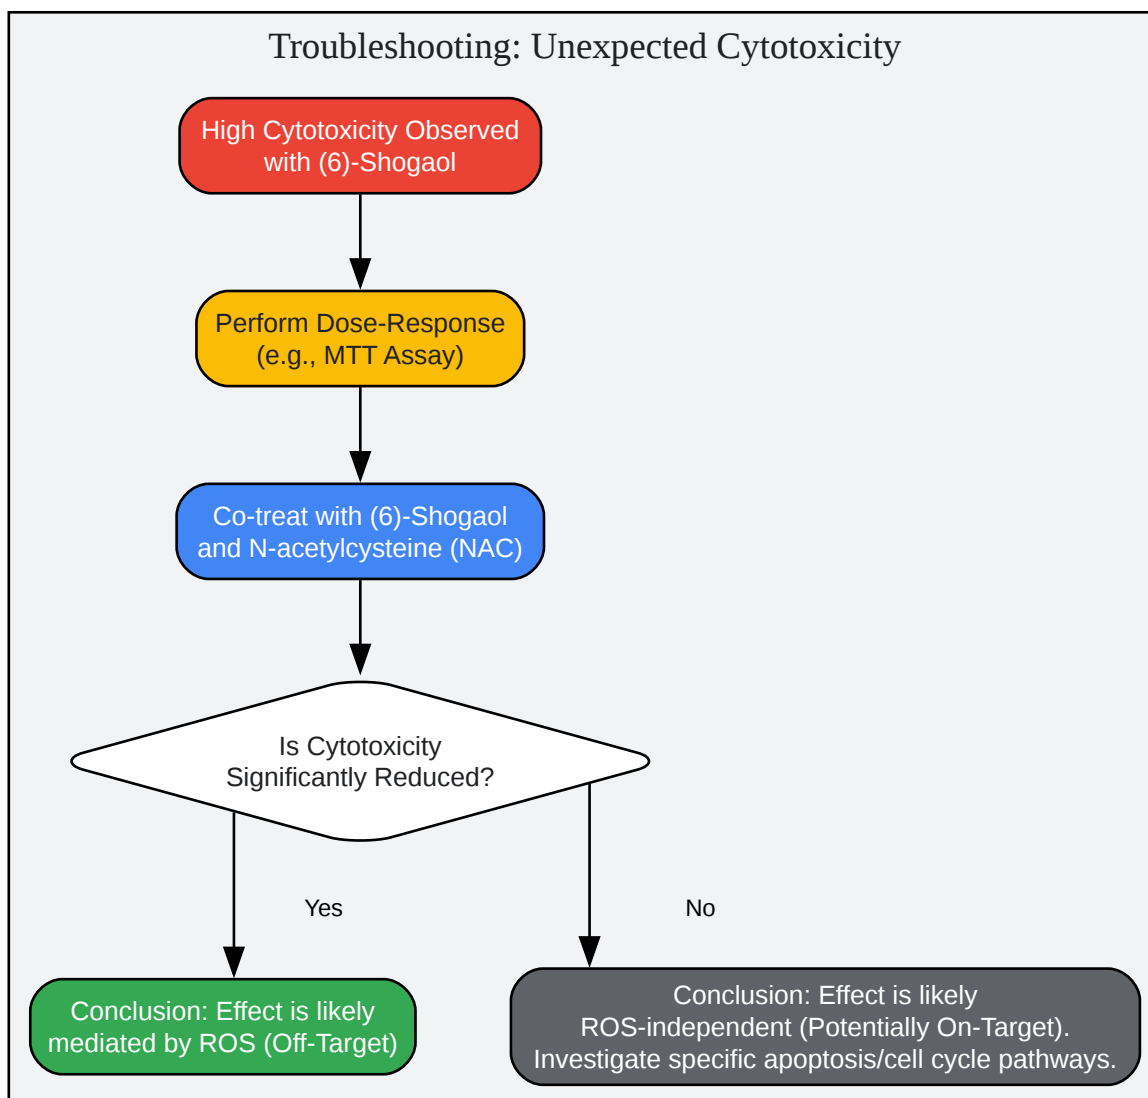 Troubleshooting: Unexpected Cytotoxicity
High Cytotoxicity Observed
with (6)-Shogaol
Perform Dose-Response
(e.g., MTT Assay)
Co-treat with (6)-Shogaol
and N-acetylcysteine (NAC)
Is Cytotoxicity
Significantly Reduced?
Yes
No
Conclusion: Effect is likely
mediated by ROS (Off-Target)
Conclusion: Effect is likely
ROS-independent (Potentially On-Target).
Investigate specific apoptosis/cell cycle pathways.